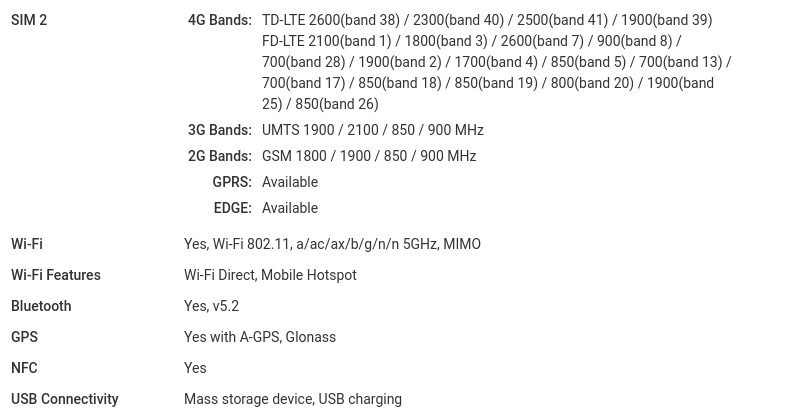 SIM 2 4G Bands: TD-LTE 2600(band 38) / 2300(band 40) / 2500(band 41) / 1900(band 39)
FD-LTE 2100(band 1) / 1800(band 3) / 2600(band 7) / 900(band 8) /
700(band 28) / 1900(band 2) / 1700(band 4) / 850(band 5) / 700(band 13) /
700(band 17) / 850(band 18) / 850(band 19) / 800(band 20) / 1900(band
25) / 850(band 26)
3G Bands: UMTS 1900 / 2100 / 850 / 900 MHz
2G Bands: GSM 1800 / 1900 / 850 / 900 MHz
GPRS: Available
EDGE: Available
Wi-Fi Yes, Wi-Fi 802.11, a/ac/ax/b/g/n/n 5GHz, MIMO
Wi-Fi Features Wi-Fi Direct, Mobile Hotspot
Bluetooth Yes, v5.2
GPS Yes with A-GPS, Glonass
NFC Yes
USB Connectivity Mass storage device, USB charging